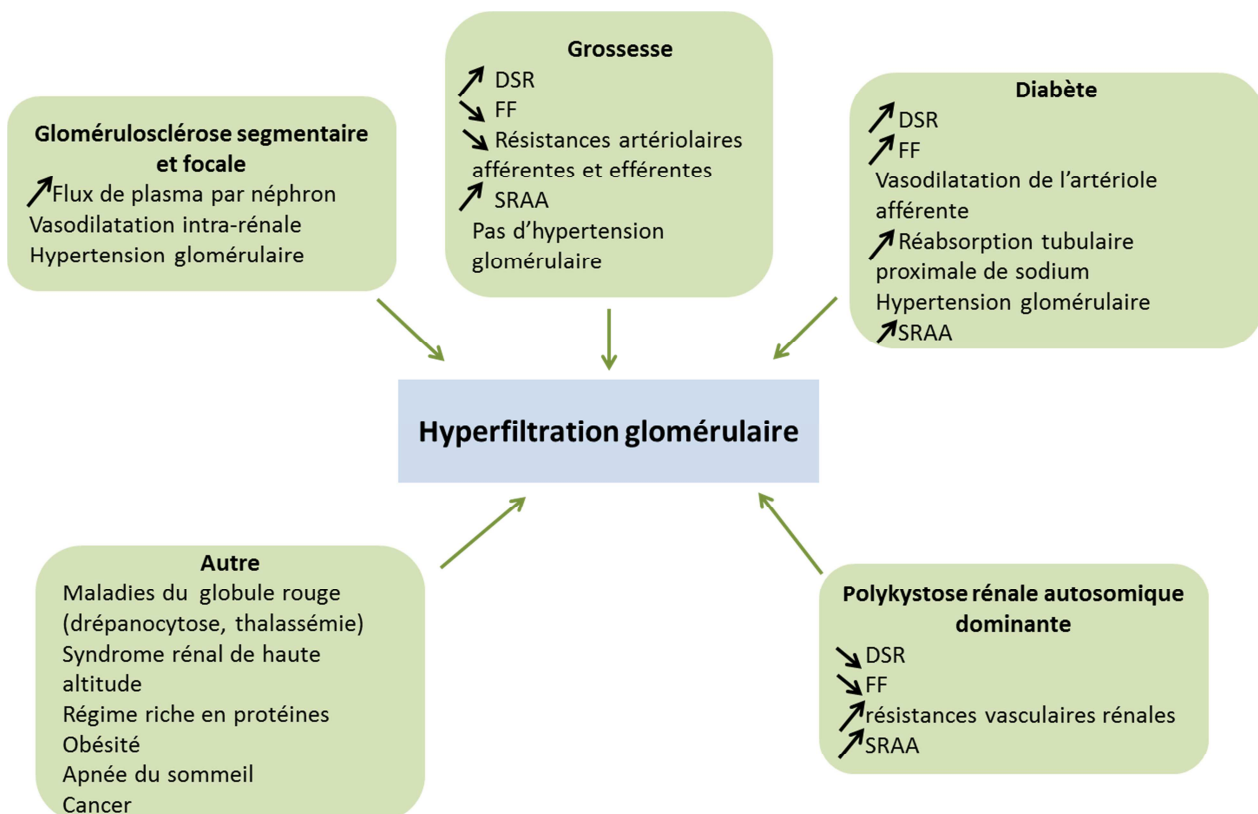 Grossesse
↗ DSR
↘ FF
↘ Résistances artériolaires
afférentes et efférentes
↗ SRAA
Pas d’hypertension
glomérulaire
Glomérulosclérose segmentaire
et focale
↗Flux de plasma par néphron
Vasodilatation intra-rénale
Hypertension glomérulaire
Diabète
↗DSR
↗FF
Vasodilatation de l’artériole
afférente
↗Réabsorption tubulaire
proximale de sodium
Hypertension glomérulaire
↗SRAA
Hyperfiltration glomérulaire
Autre
Maladies du globule rouge
(drépanocytose, thalassémie)
Syndrome rénal de haute
altitude
Régime riche en protéines
Obésité
Apnée du sommeil
Cancer
Polykystose rénale autosomique
dominante
↘DSR
↘FF
↗résistances vasculaires rénales
↗SRAA